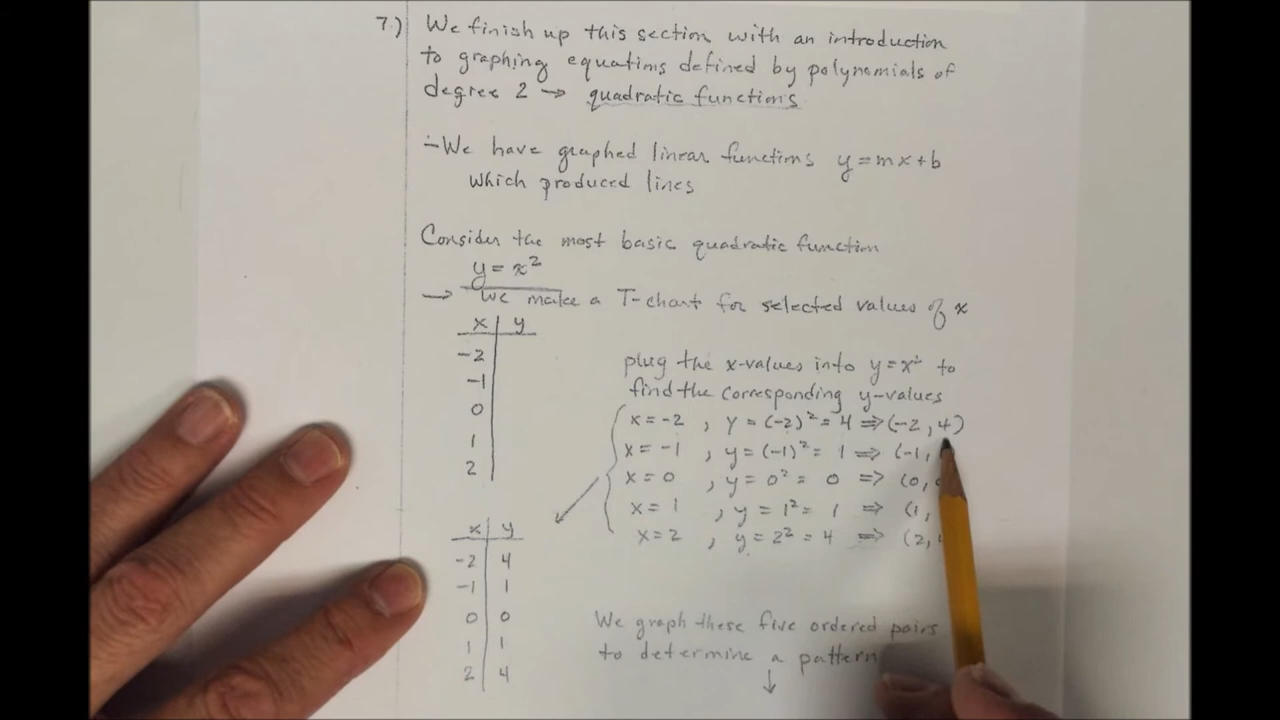 7.) We finish up this section with an introduction
to graphing equations defined by polynomials of
degree 2 → quadratic functions
- We have graphed linear functions y = mx + b
which produced lines
Consider the most basic quadratic function
y = x²
→ We make a T-chart for selected values of x
x | y
-2
-1
0
1
2
plug the x-values into y = x² to
find the corresponding y-values
x = -2 , y = (-2)² = 4 ⇒ (-2, 4)
x = -1 , y = (-1)² = 1 ⇒ (-1,
x = 0 , y = 0² = 0 ⇒ (0,
x = 1 , y = 1² = 1 ⇒ (1,
x = 2 , y = 2² = 4 ⇒ (2,
x | y
-2 | 4
-1 | 1
0 | 0
1 | 1
2 | 4
We graph these five ordered pairs
to determine a pattern
↓